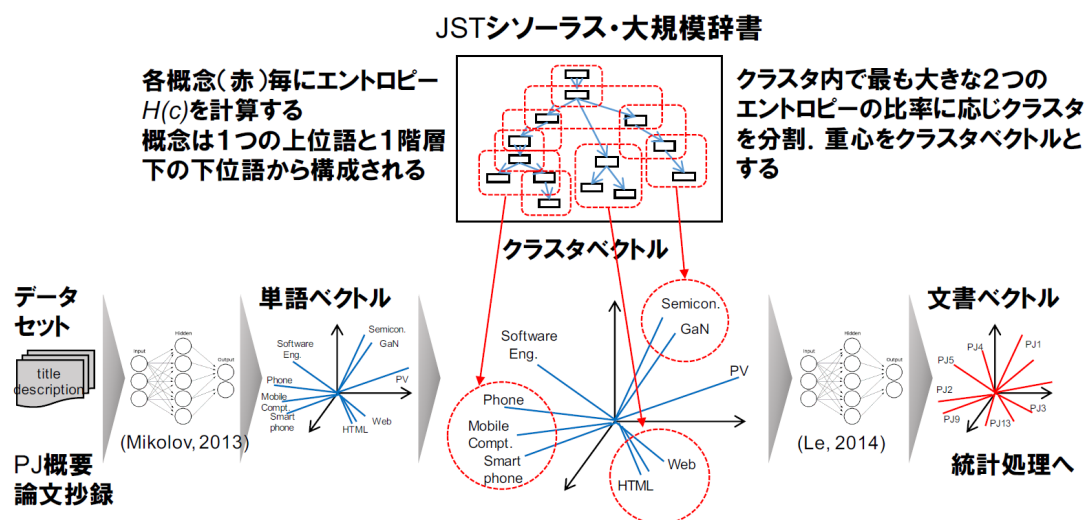 JSTシソーラス・大規模辞書
各概念(赤)毎にエントロピー
H(c)を計算する
概念は１つの上位語と１階層
下の下位語から構成される
クラスタ内で最も大きな２つの
エントロピーの比率に応じクラスタ
を分割．重心をクラスタベクトルと
する
クラスタベクトル
データ
セット
title
description
PJ概要
論文抄録
Input
Hidden
Output
(Mikolov, 2013)
単語ベクトル
Semicon.
GaN
Software
Eng.
PV
Phone
Mobile
Compt.
Smart
phone
HTML
Web
Semicon.
GaN
Software
Eng.
PV
Phone
Mobile
Compt.
Smart
phone
Web
HTML
Input
Hidden
Output
(Le, 2014)
文書ベクトル
PJ4
PJ1
PJ5
PJ2
PJ3
PJ9
PJ13
統計処理へ